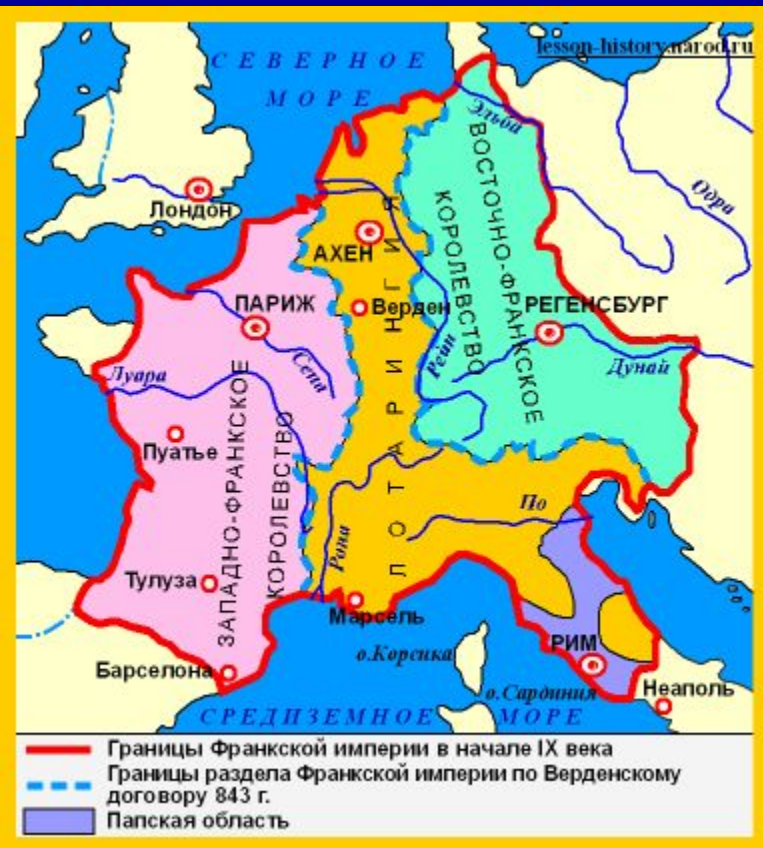 lesson-history.narod.ru
СЕВЕРНОЕ
МОРЕ
Эльба
Одра
Лондон
ВОСТОЧНО-ФРАНКСКОЕ
КОРОЛЕВСТВО
АХЕН
ЛОТАРИНГИЯ
ПАРИЖ
Верден
РЕГЕНСБУРГ
Сена
Рейн
Дунай
Луара
Пуатье
ЗАПАДНО-ФРАНКСКОЕ
КОРОЛЕВСТВО
По
Рона
Тулуза
Марсель
о.Корсика
РИМ
Барселона
о.Сардиния
Неаполь
СРЕДИЗЕМНОЕ МОРЕ
Границы Франкской империи в начале IX века
Границы раздела Франкской империи по Верденскому
договору 843 г.
Папская область